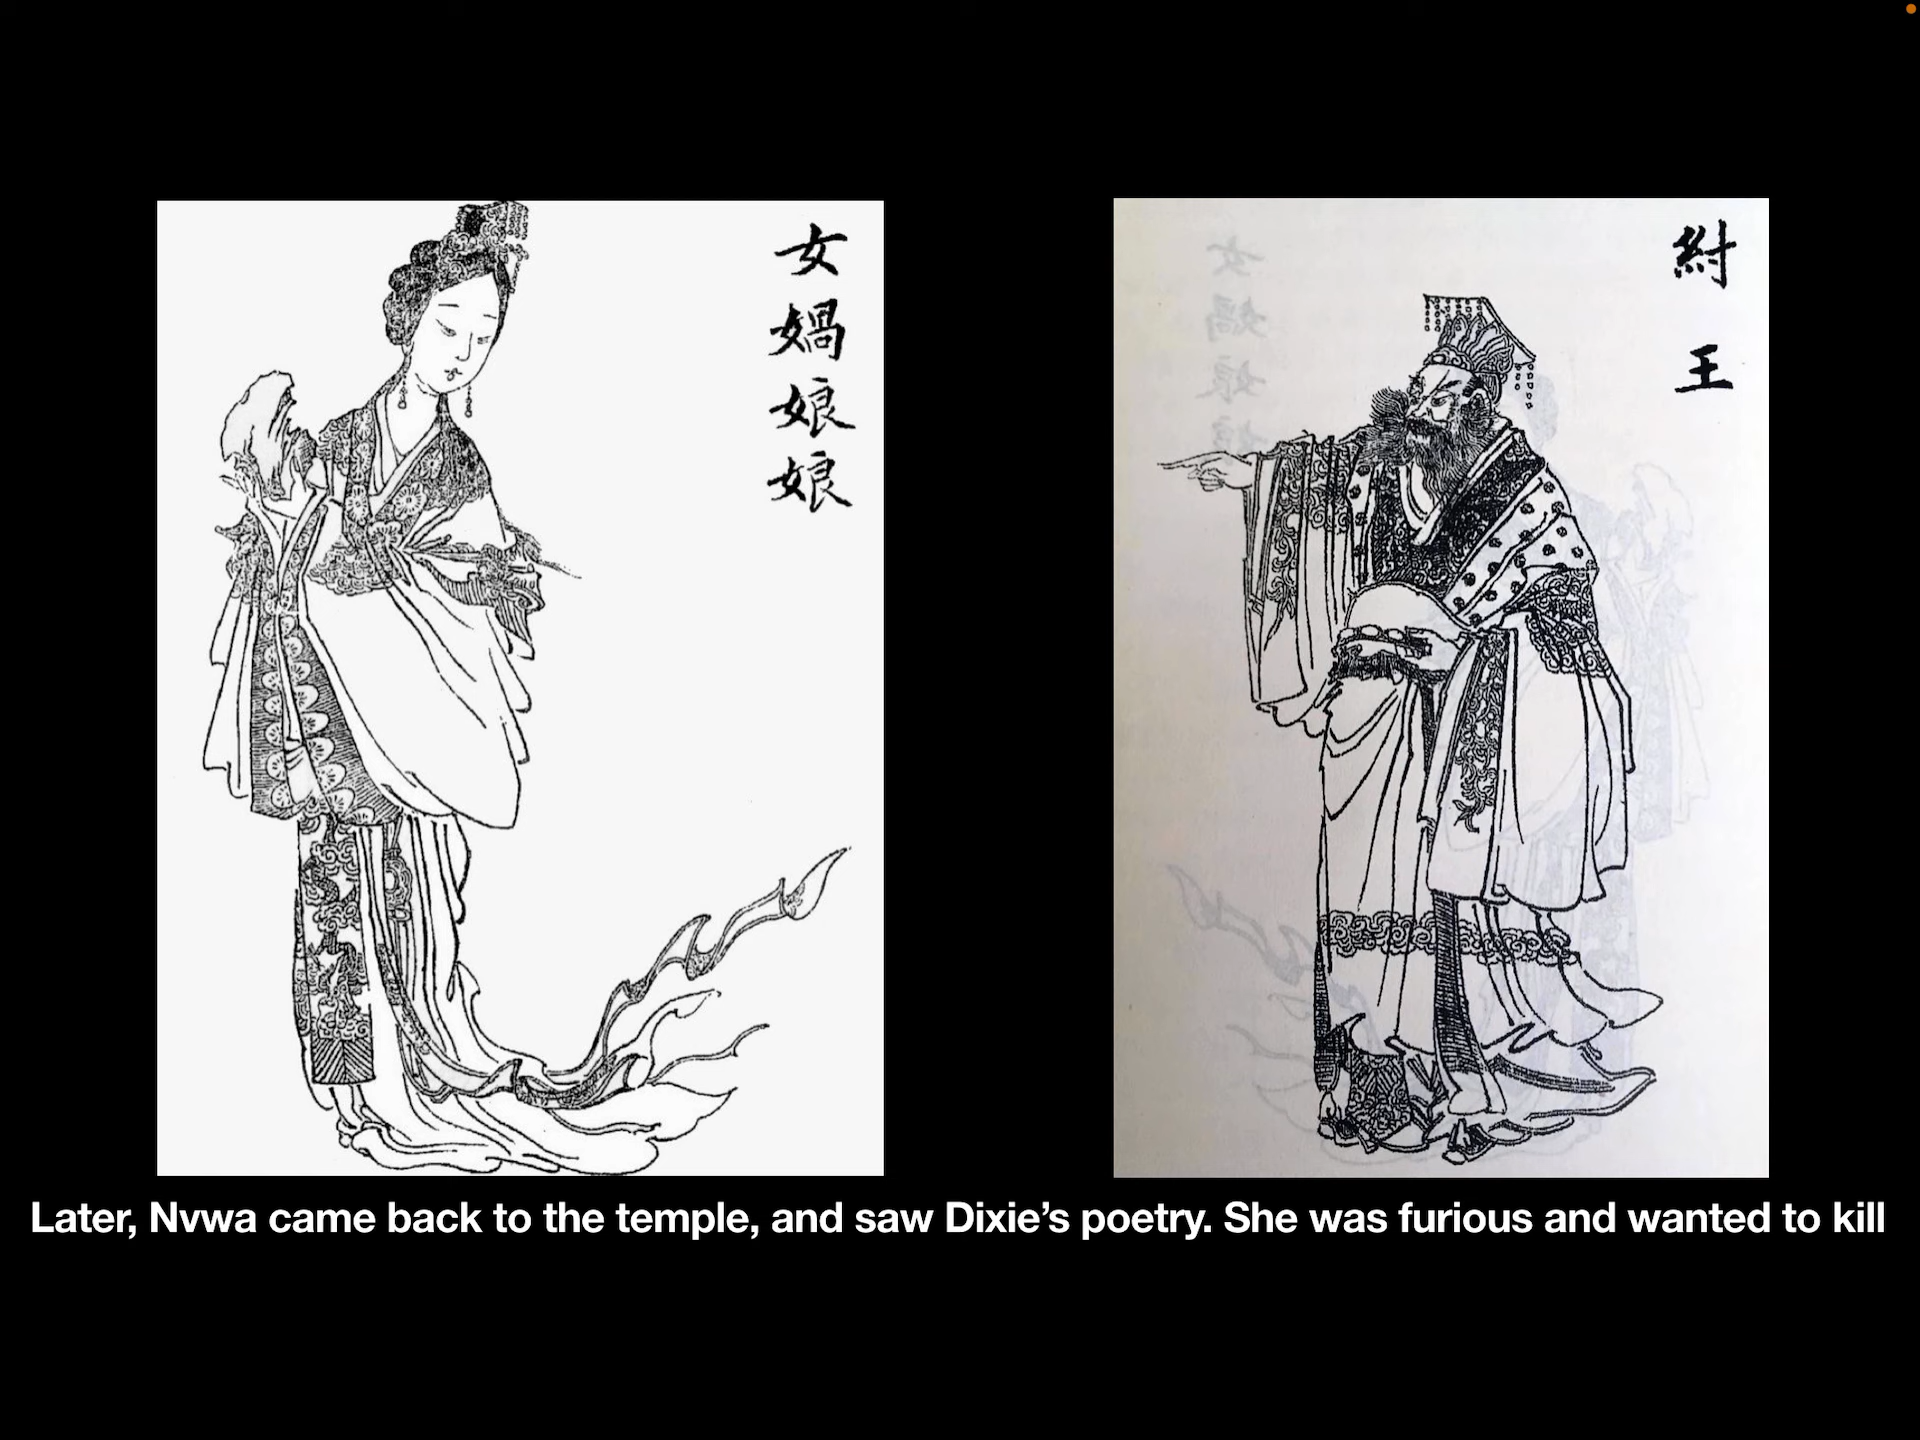 女媧娘娘
紂王
Later, Nvwa came back to the temple, and saw Dixie’s poetry. She was furious and wanted to kill